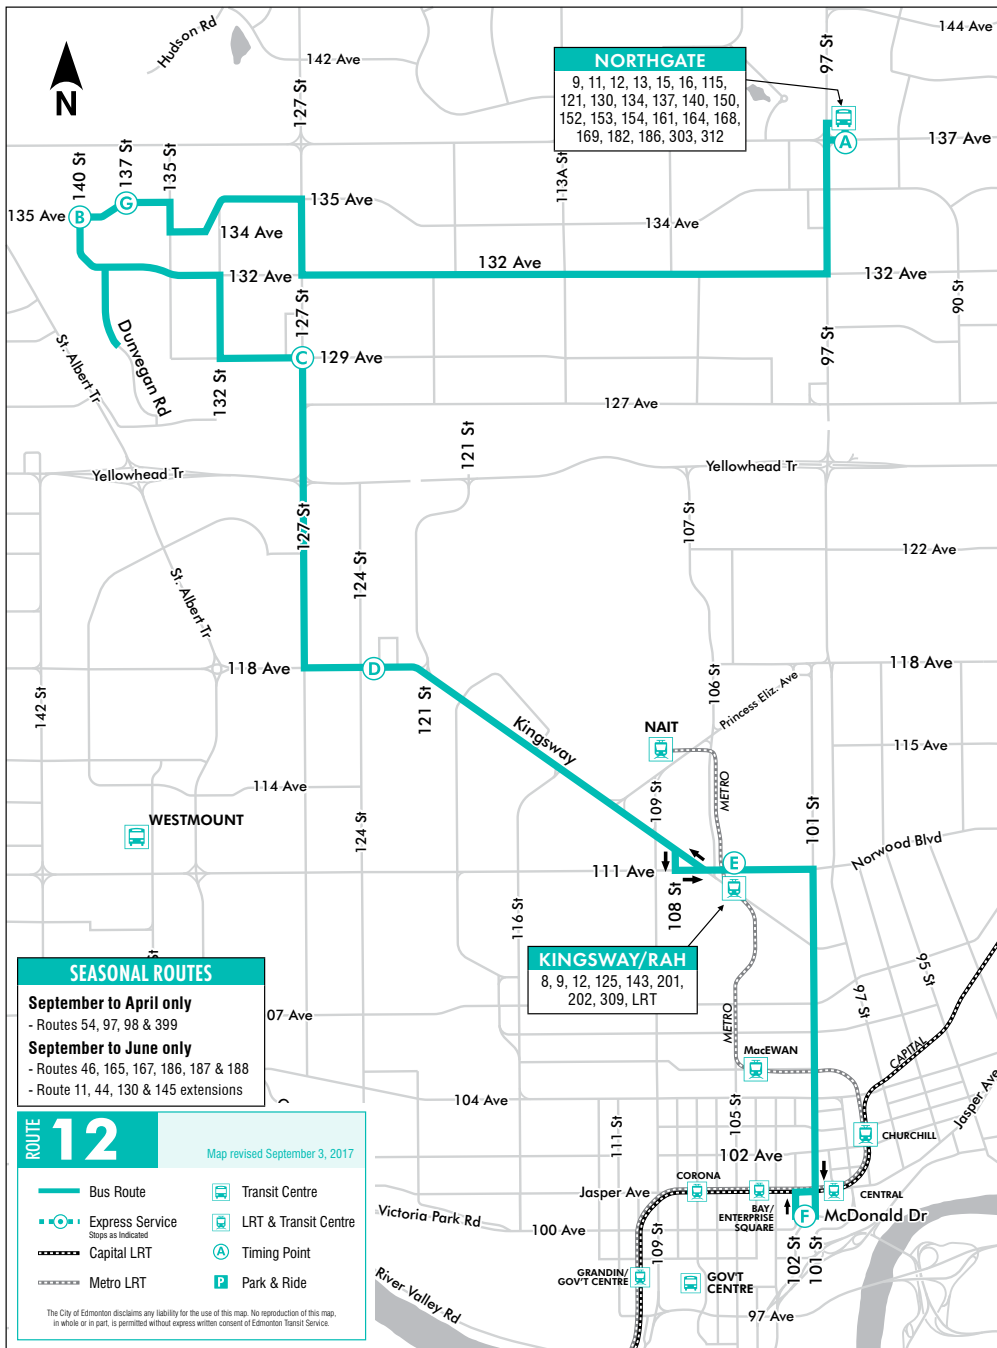 Hudson Rd
142 Ave
127 St
97 St
144 Ave
NORTHGATE
9, 11, 12, 13, 15, 16, 115,
121, 130, 134, 137, 140, 150,
152, 153, 154, 161, 164, 168,
169, 182, 186, 303, 312
N
A
137 Ave
140 St
137 St
135 St
113A St
135 Ave
B
G
135 Ave
134 Ave
134 Ave
132 Ave
132 Ave
132 Ave
127 St
90 St
97 St
Dunvegan Rd
C
129 Ave
St. Albert Tr
132 St
127 Ave
121 St
Yellowhead Tr
Yellowhead Tr
127 St
107 St
122 Ave
124 St
St. Albert Tr
118 Ave
D
118 Ave
142 St
121 St
106 St
Princess Eliz. Ave
Kingsway
NAIT
115 Ave
METRO
114 Ave
109 St
101 St
WESTMOUNT
124 St
Norwood Blvd
111 Ave
E
108 St
116 St
KINGSWAY/RAH
8, 9, 12, 125, 143, 201,
202, 309, LRT
95 St
97 St
St
SEASONAL ROUTES
September to April only
- Routes 54, 97, 98 & 399
September to June only
- Routes 46, 165, 167, 186, 187 & 188
- Route 11, 44, 130 & 145 extensions
07 Ave
METRO
CAPITAL
MacEWAN
Jasper Ave
104 Ave
105 St
111 St
CHURCHILL
102 Ave
CORONA
Jasper Ave
BAY/
ENTERPRISE
SQUARE
CENTRAL
Victoria Park Rd
100 Ave
F
McDonald Dr
109 St
102 St
101 St
GRANDIN/
GOV'T CENTRE
GOV'T
CENTRE
River Valley Rd
97 Ave
ROUTE
12
Map revised September 3, 2017
Bus Route
Transit Centre
Express Service
Stops as Indicated
LRT & Transit Centre
Capital LRT
A
Timing Point
Metro LRT
P
Park & Ride
The City of Edmonton disclaims any liability for the use of this map. No reproduction of this map,
in whole or in part, is permitted without express written consent of Edmonton Transit Service.